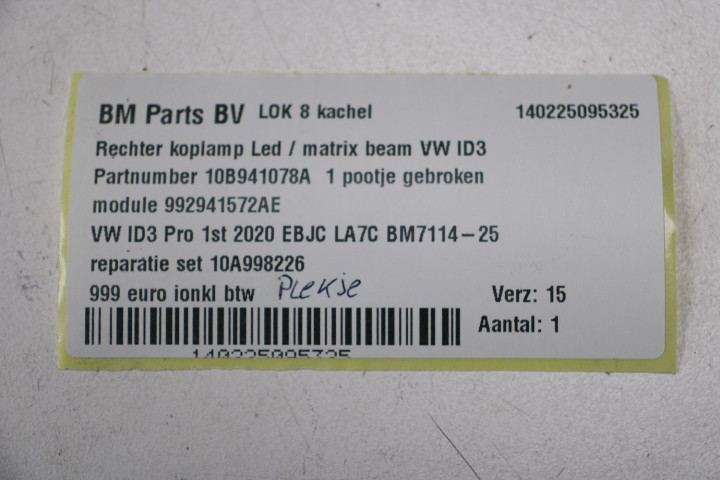 BM Parts BV LOK 8 kachel 140225095325
Rechter koplamp Led / matrix beam VW ID3
Partnumber 10B941078A 1 pootje gebroken
module 992941572AE
VW ID3 Pro 1st 2020 EBJC LA7C BM7114-25
reparatie set 10A998226
999 euro ionkl btw Plekje Verz: 15
Aantal: 1
140225095325